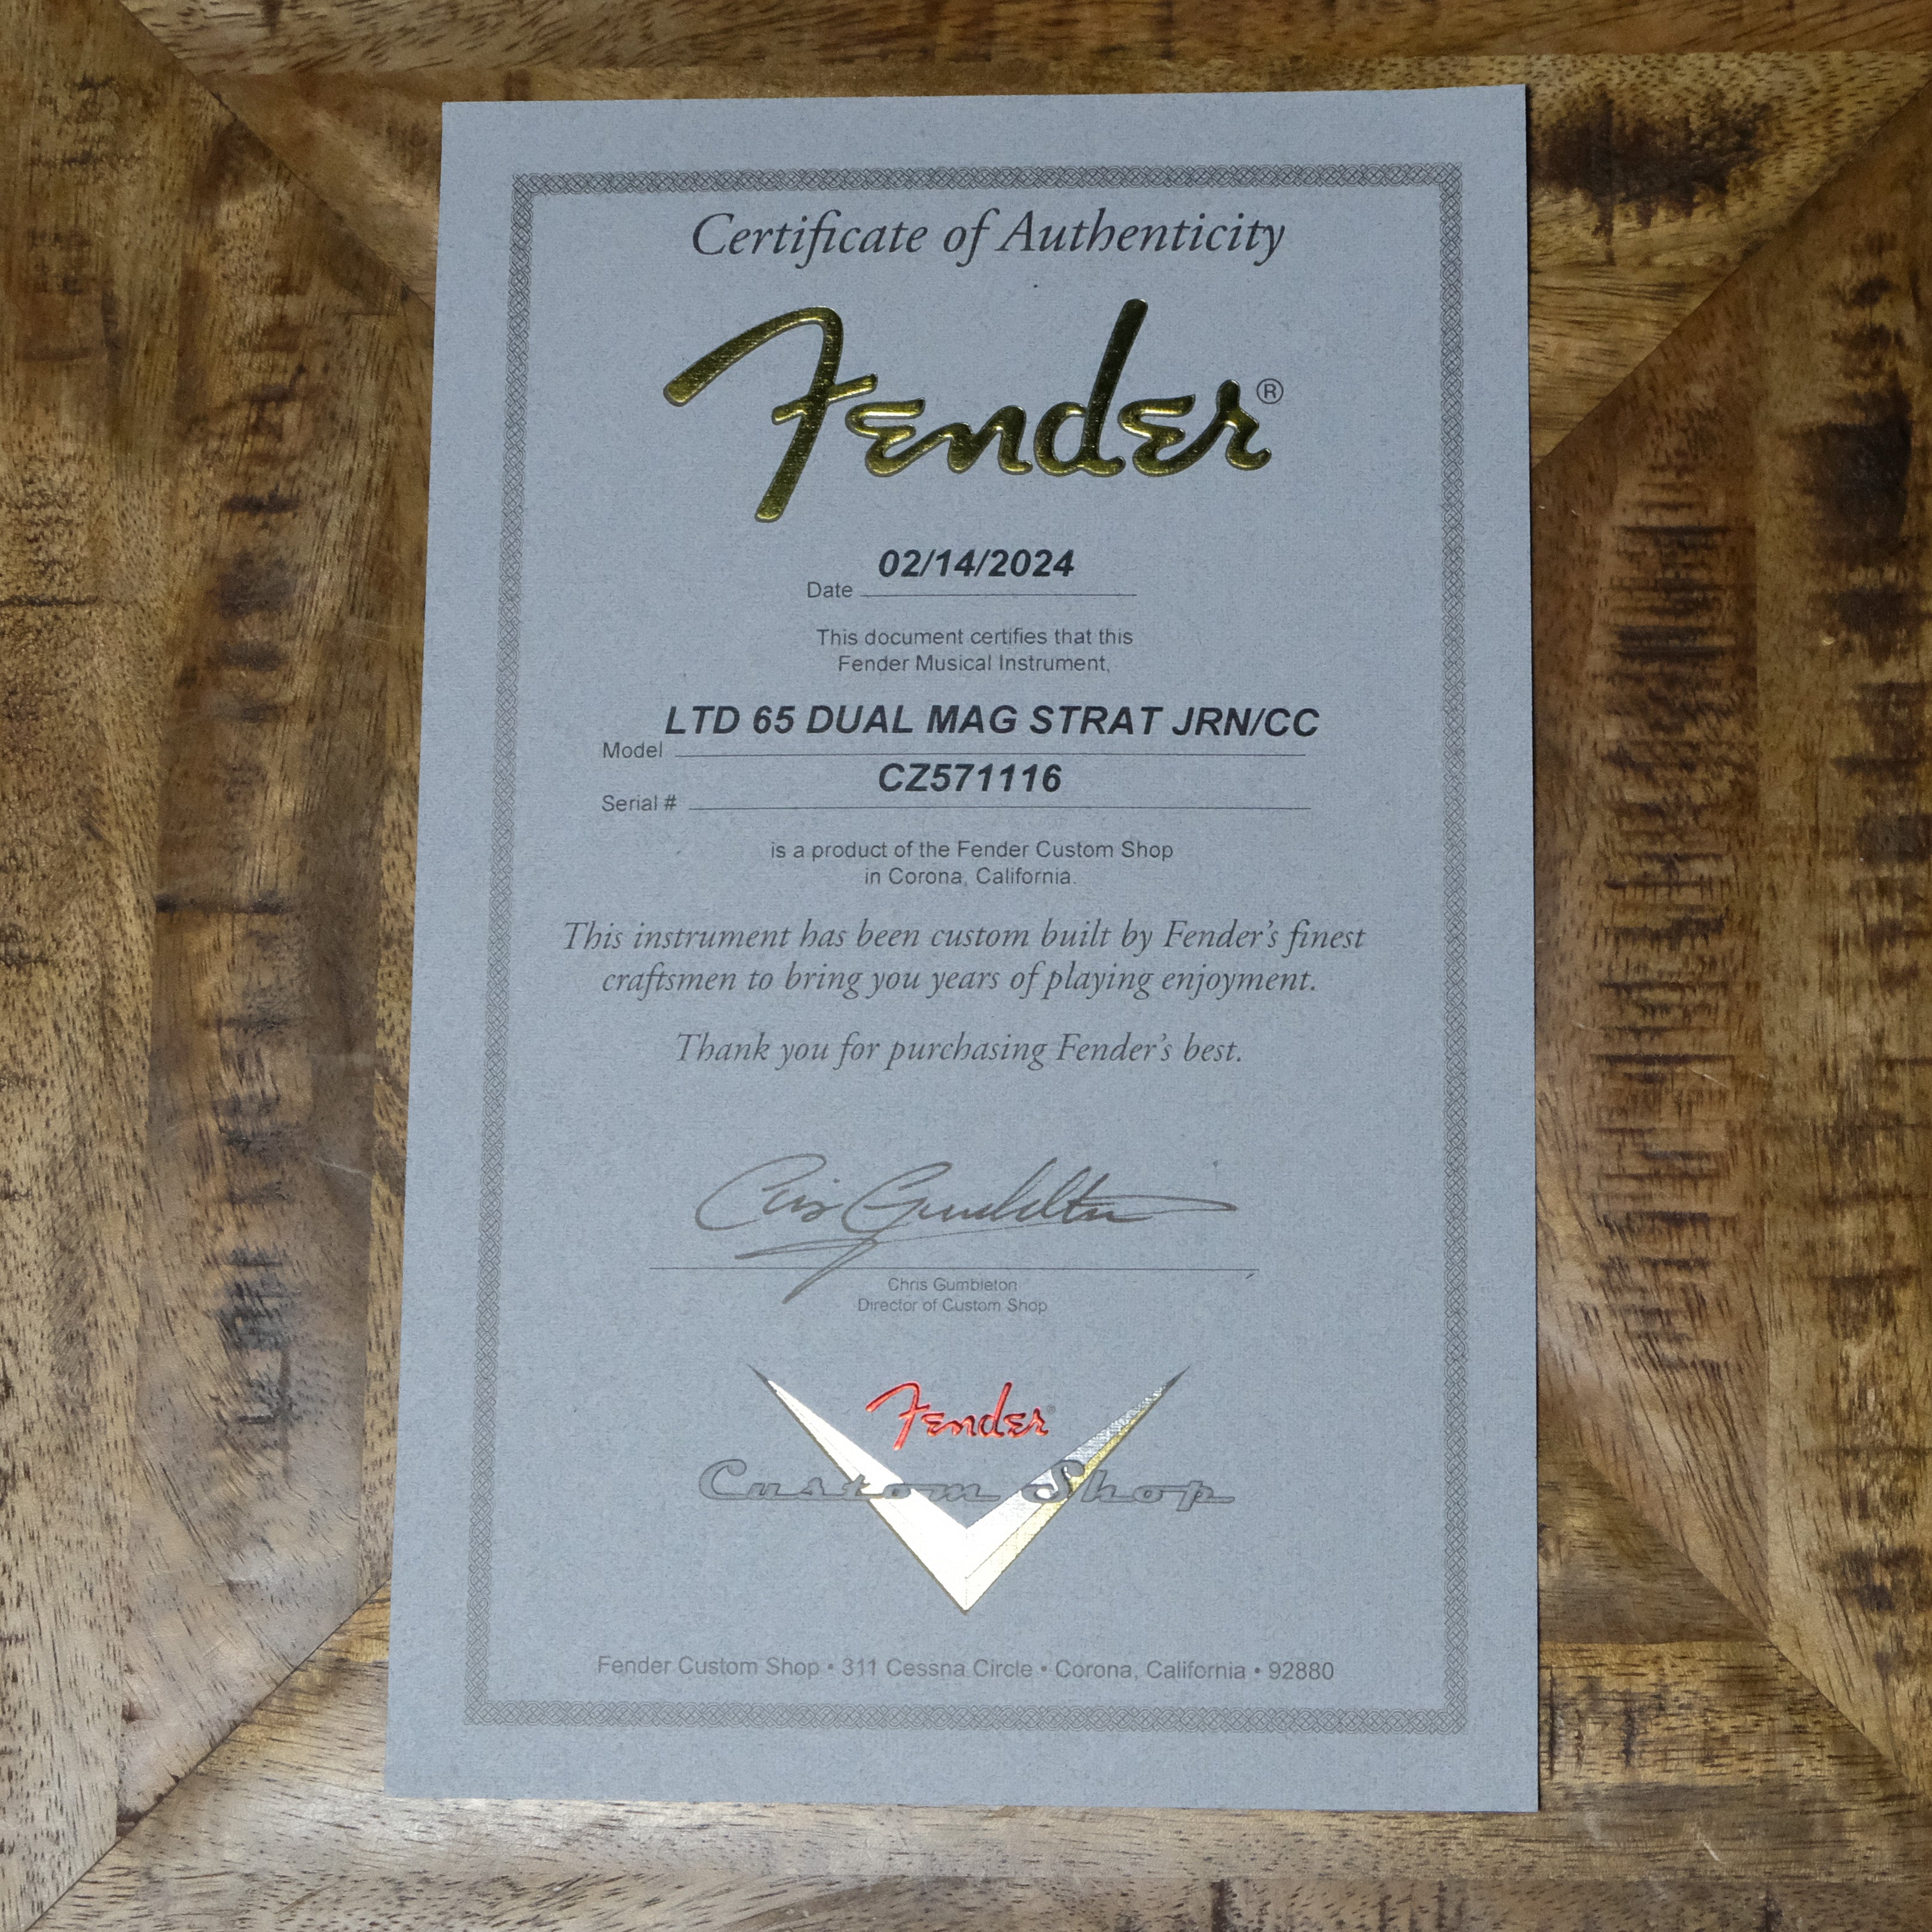 Certificate of Authenticity
Fender®
02/14/2024
Date
This document certifies that this
Fender Musical Instrument,
LTD 65 DUAL MAG STRAT JRN/CC
Model
CZ571116
Serial #
is a product of the Fender Custom Shop
in Corona, California.
This instrument has been custom built by Fender's finest
craftsmen to bring you years of playing enjoyment.
Thank you for purchasing Fender's best.
Chris Gumbleton
Chris Gumbleton
Director of Custom Shop
Fender
Custom Shop
Fender Custom Shop • 311 Cessna Circle • Corona, California • 92880